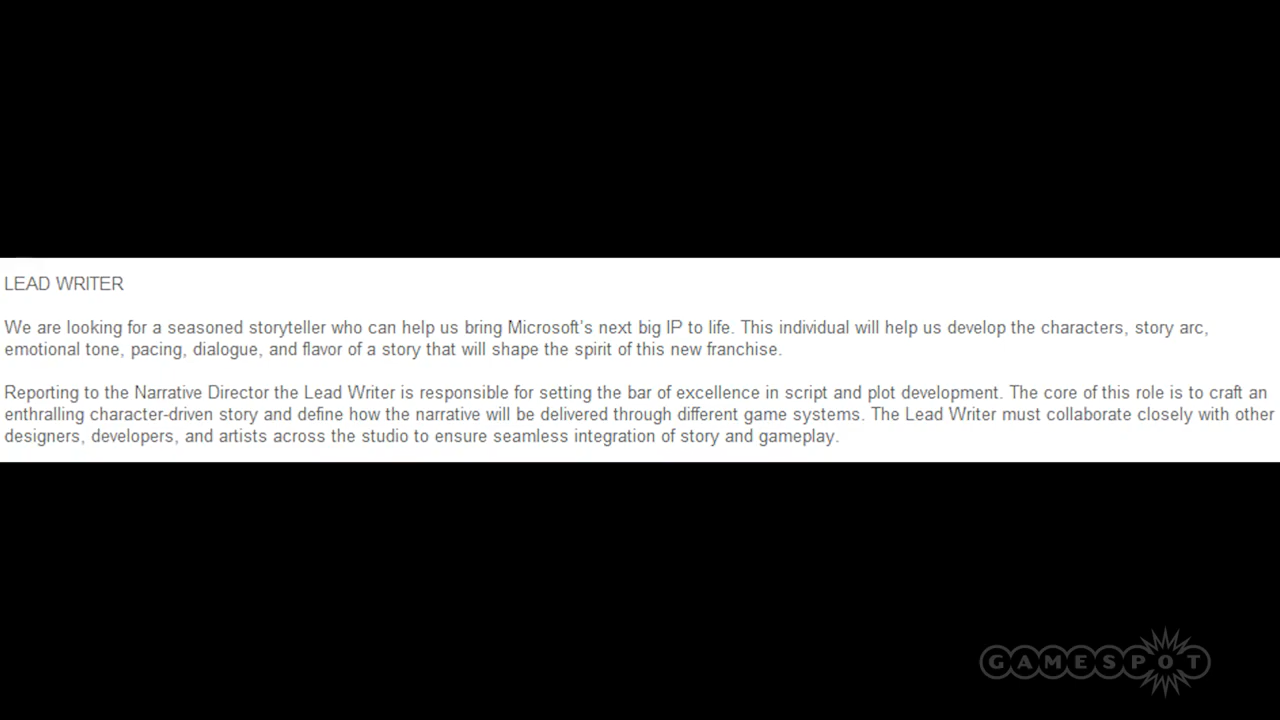 LEAD WRITER
We are looking for a seasoned storyteller who can help us bring Microsoft's next big IP to life. This individual will help us develop the characters, story arc,
emotional tone, pacing, dialogue, and flavor of a story that will shape the spirit of this new franchise.
Reporting to the Narrative Director the Lead Writer is responsible for setting the bar of excellence in script and plot development. The core of this role is to craft an
enthralling character-driven story and define how the narrative will be delivered through different game systems. The Lead Writer must collaborate closely with other
designers, developers, and artists across the studio to ensure seamless integration of story and gameplay.
GAMESPOT